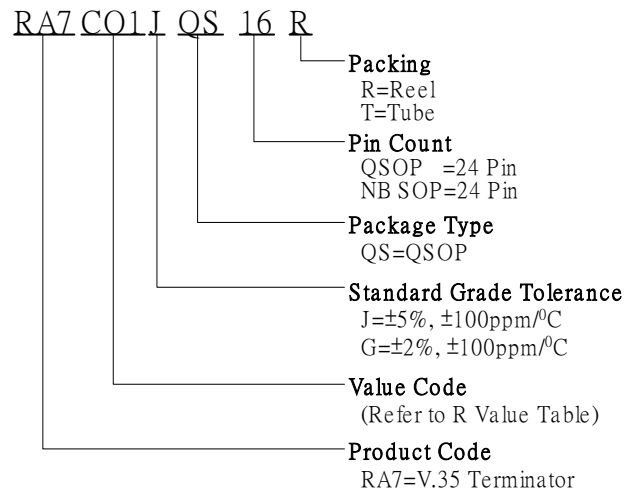 RA7 CO1 J QS 16 R
Packing
R=Reel
T=Tube
Pin Count
QSOP =24 Pin
NB SOP=24 Pin
Package Type
QS=QSOP
Standard Grade Tolerance
J=±5%, ±100ppm/⁰C
G=±2%, ±100ppm/⁰C
Value Code
(Refer to R Value Table)
Product Code
RA7=V.35 Terminator